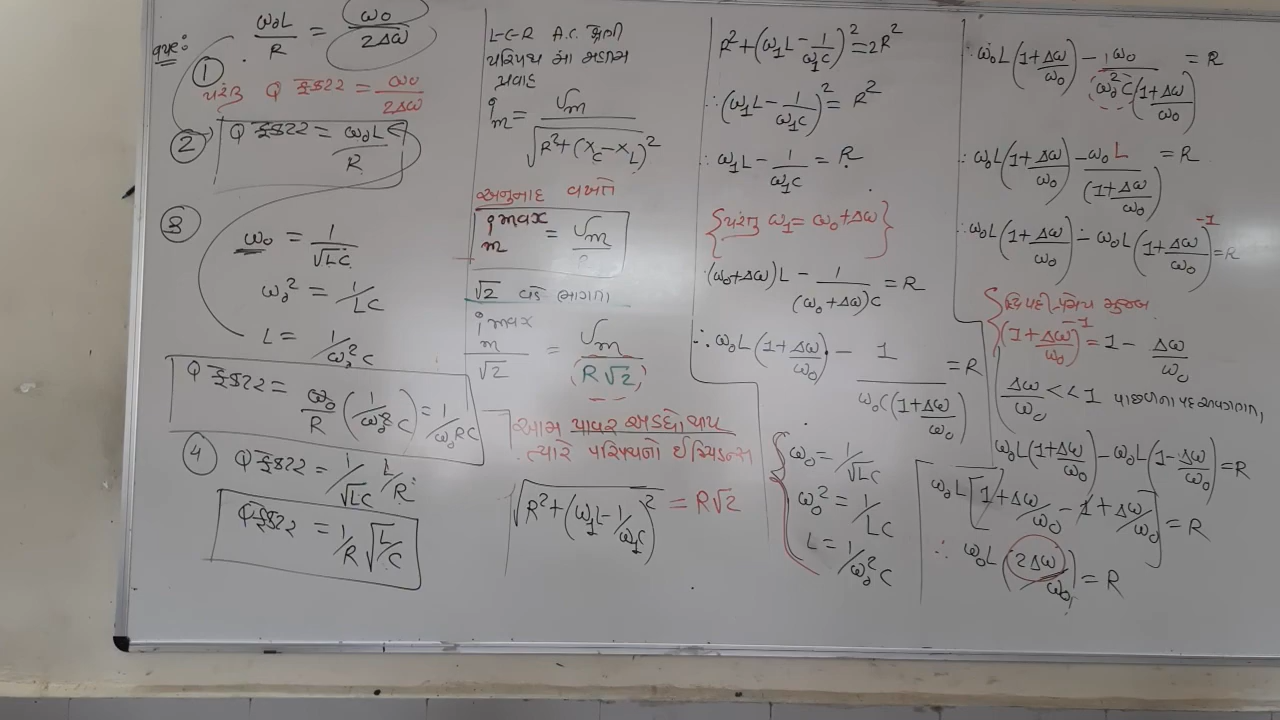 ω₀L/R = ω₀/2Δω
①
પરંતુ Q ફેક્ટર = ω₀/2Δω
② Q ફેક્ટર = ω₀L/R
③
ω₀ = 1/√LC
ω₀² = 1/LC
L = 1/ω₀²C
Q ફેક્ટર = ω₀/R (1/ω₀²C) = 1/ω₀RC
④ Q ફેક્ટર = 1/√LC L/R
Q ફેક્ટર = 1/R √L/C
L-C-R A.C. શ્રેણી
પરિપથ માં મહત્તમ
પ્રવાહ
iₘ = Vₘ/√R²+(X_C−X_L)²
અનુનાદ વખતે
iₘ max = Vₘ/R
√2 વડે ભાગતા
iₘ max/√2 = Vₘ/(R√2)
આમ પાવર અડધો થાય
ત્યારે પરિપથનો ઈમ્પિડન્સ
√R²+(ω₁L−1/ω₁C)² = R√2
R²+(ω₁L−1/ω₁C)² = 2R²
∴ (ω₁L−1/ω₁C)² = R²
∴ ω₁L − 1/ω₁C = R
{પરંતુ ω₁ = ω₀+Δω}
(ω₀+Δω)L − 1/(ω₀+Δω)C = R
∴ ω₀L(1+Δω/ω₀) − 1/ω₀C(1+Δω/ω₀) = R
ω₀ = 1/√LC
ω₀² = 1/LC
L = 1/ω₀²C
∴ ω₀L(1+Δω/ω₀) − 1ω₀/ω₀²C(1+Δω/ω₀) = R
∴ ω₀L(1+Δω/ω₀) − ω₀L/(1+Δω/ω₀) = R
∴ ω₀L(1+Δω/ω₀) − ω₀L(1+Δω/ω₀)⁻¹ = R
દ્વિપદી પ્રમેય મુજબ
(1+Δω/ω₀)⁻¹ = 1 − Δω/ω₀
Δω/ω₀ << 1 પાછળના પદ અવગણતા,
ω₀L(1+Δω/ω₀) − ω₀L(1−Δω/ω₀) = R
ω₀L[1+Δω/ω₀ − 1 + Δω/ω₀] = R
∴ ω₀L(2Δω/ω₀) = R